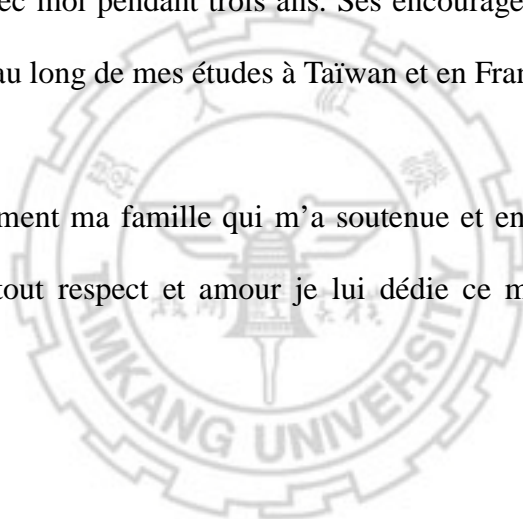 ec moi pendant trois ans. Ses encourage
au long de mes études à Taïwan et en Fran
ment ma famille qui m'a soutenue et en
tout respect et amour je lui dédie ce m
TAMKANG UNIVERSITY